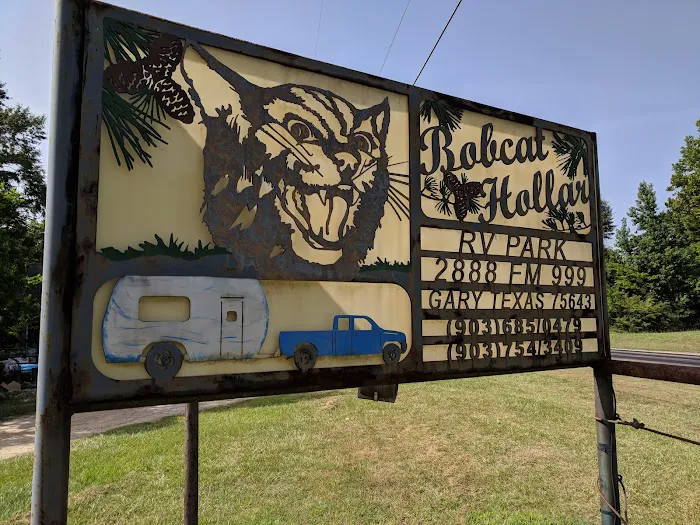 Bobcat
Hollar
RV PARK
2888 FM 999
GARY TEXAS 75643
(903)685/0479
(903)754/3409